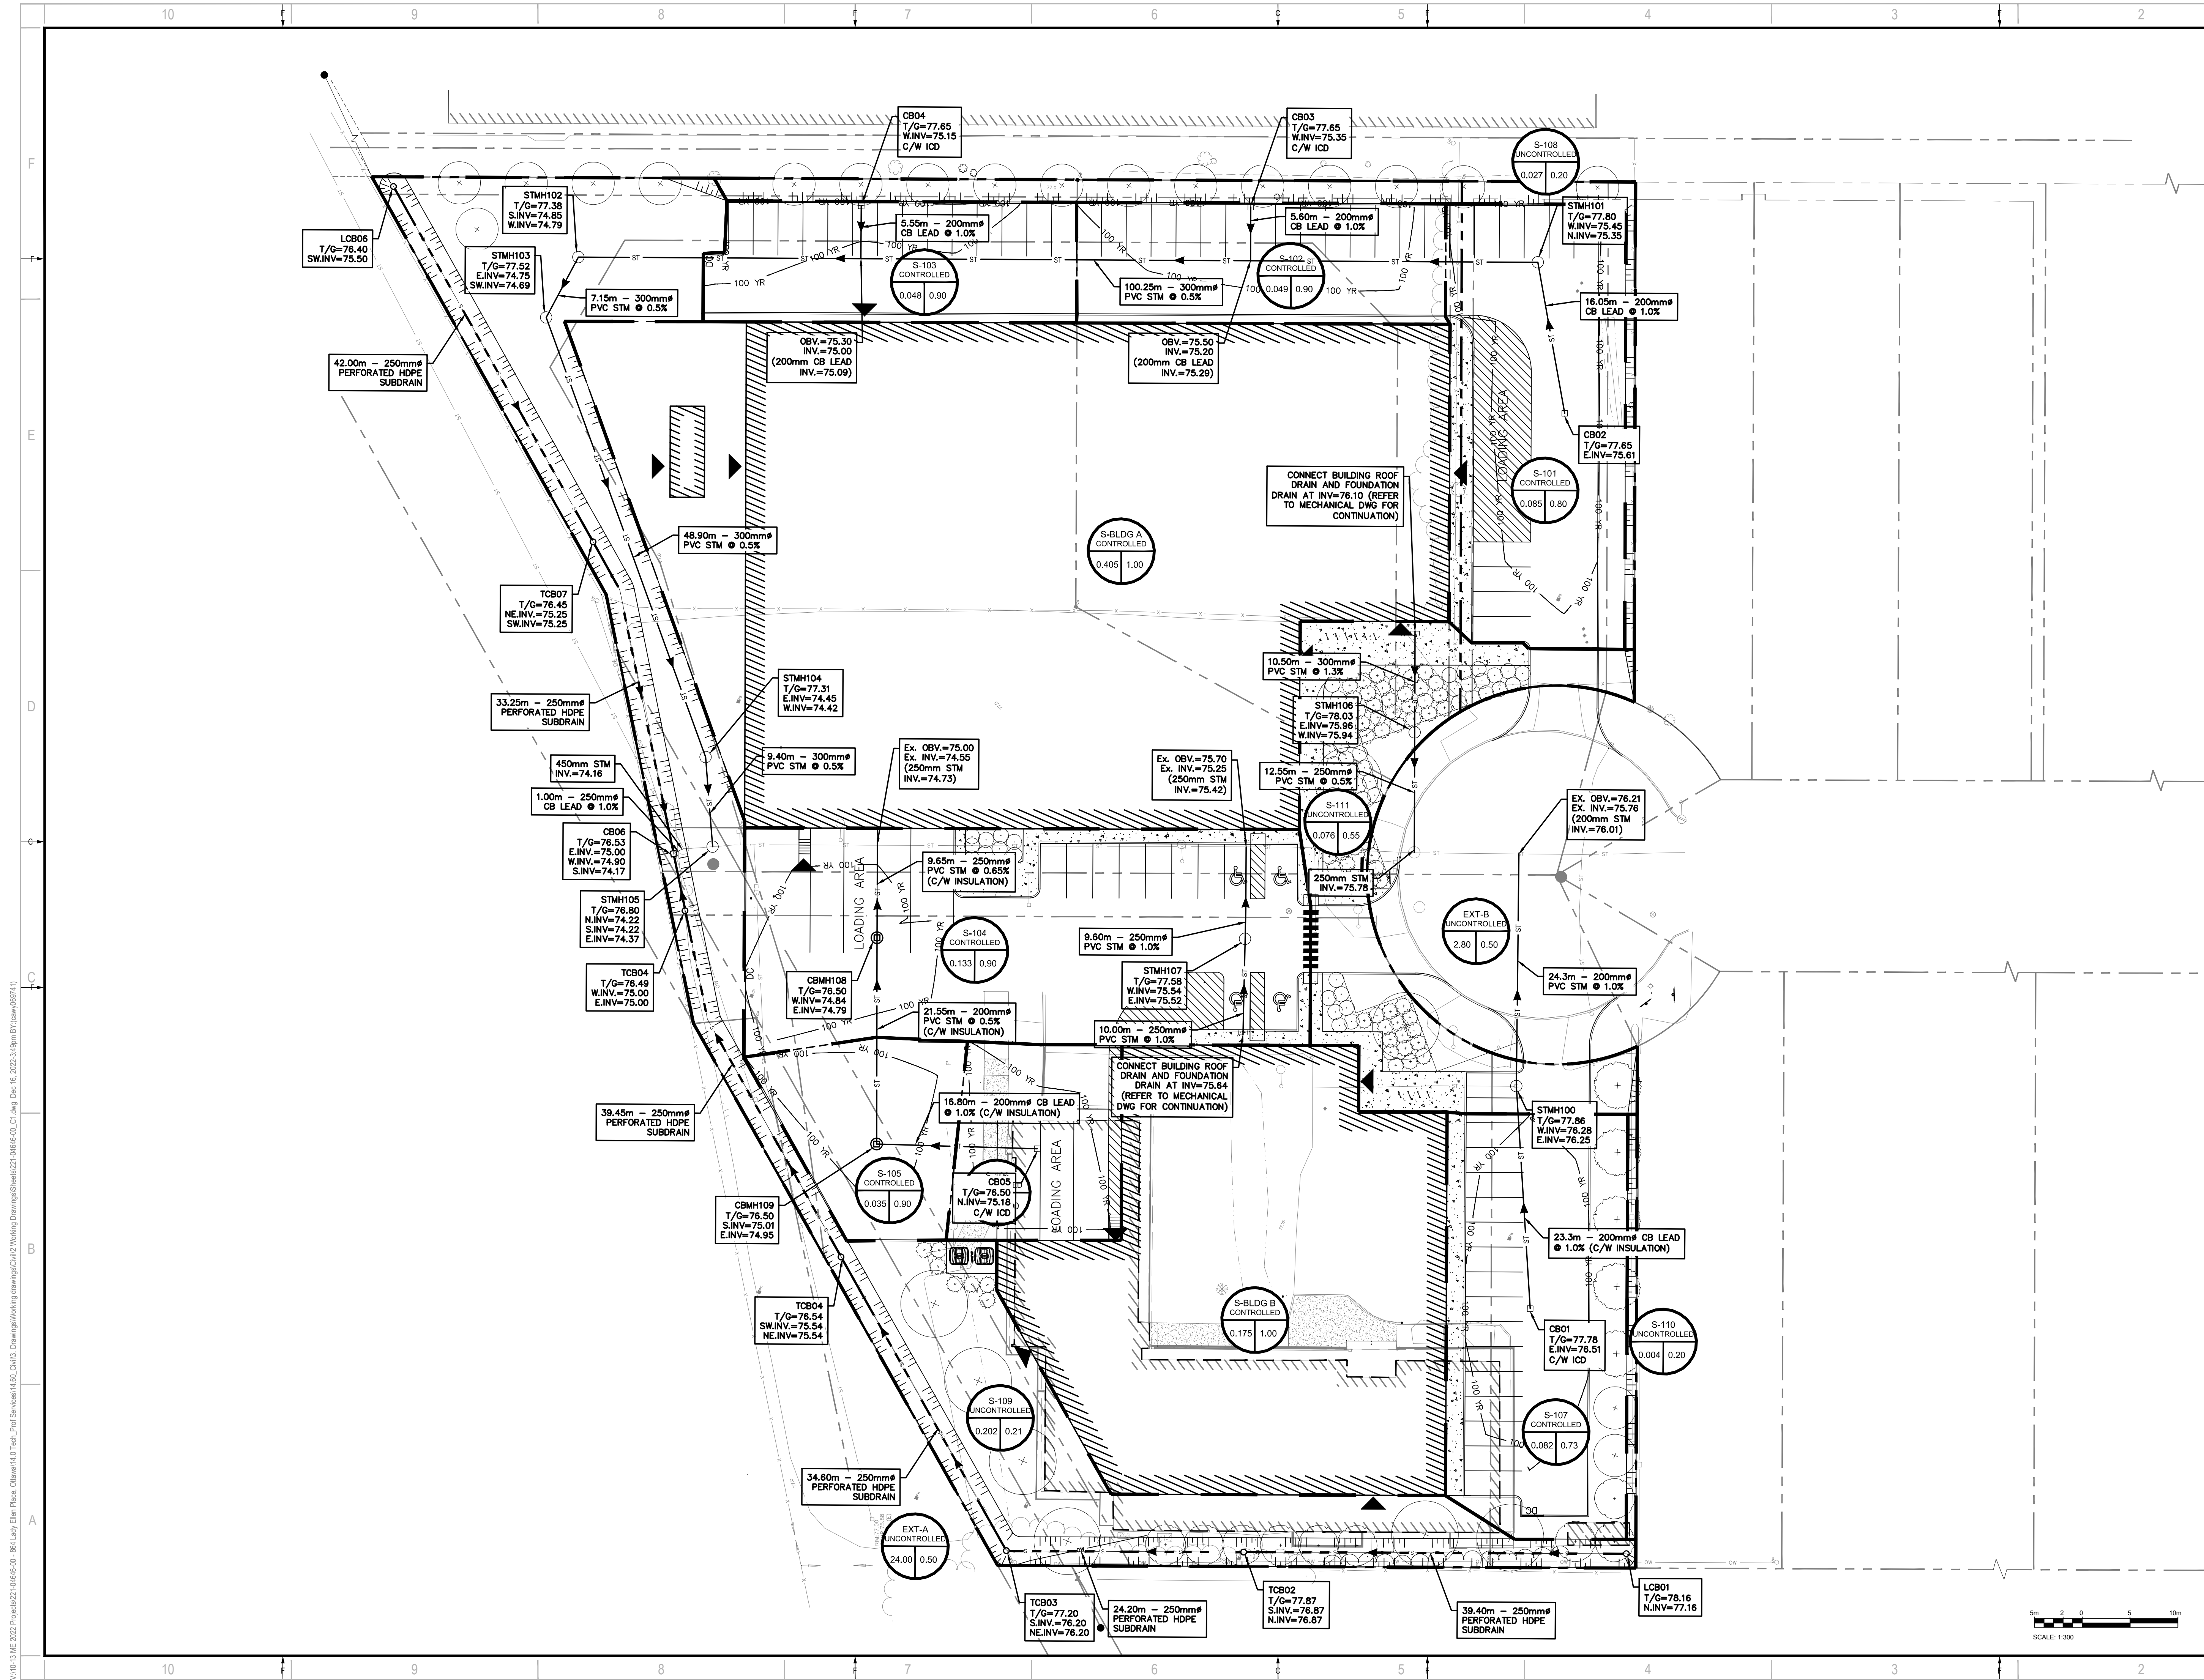 10
9
8
7
6
5
4
3
2
F
E
D
C
B
A
CB04
T/G=77.65
W.INV=75.15
C/W ICD
CB03
T/G=77.65
W.INV=75.35
C/W ICD
S-108
UNCONTROLLED
0.027 0.20
STMH102
T/G=77.38
S.INV=74.85
W.INV=74.79
5.55m - 200mmø
CB LEAD @ 1.0%
5.60m - 200mmø
CB LEAD @ 1.0%
STMH101
T/G=77.80
W.INV=75.45
N.INV=75.35
LCB06
T/G=76.40
SW.INV=75.50
STMH103
T/G=77.52
E.INV=74.75
SW.INV=74.69
S-103
CONTROLLED
0.048 0.90
S-102
CONTROLLED
0.049 0.90
7.15m - 300mmø
PVC STM @ 0.5%
100.25m - 300mmø
PVC STM @ 0.5%
16.05m - 200mmø
CB LEAD @ 1.0%
42.00m - 250mmø
PERFORATED HDPE
SUBDRAIN
OBV.=75.30
INV.=75.00
(200mm CB LEAD
INV.=75.09)
OBV.=75.50
INV.=75.20
(200mm CB LEAD
INV.=75.29)
LOADING AREA
CB02
T/G=77.65
E.INV=75.61
CONNECT BUILDING ROOF
DRAIN AND FOUNDATION
DRAIN AT INV=76.10 (REFER
TO MECHANICAL DWG FOR
CONTINUATION)
S-101
CONTROLLED
0.085 0.80
48.90m - 300mmø
PVC STM @ 0.5%
S-BLDG A
CONTROLLED
0.405 1.00
TCB07
T/G=76.45
NE.INV.=75.25
SW.INV=75.25
33.25m - 250mmø
PERFORATED HDPE
SUBDRAIN
STMH104
T/G=77.31
E.INV=74.45
W.INV=74.42
10.50m - 300mmø
PVC STM @ 1.3%
STMH106
T/G=78.03
E.INV=75.96
W.INV=75.94
450mm STM
INV.=74.16
9.40m - 300mmø
PVC STM @ 0.5%
Ex. OBV.=75.00
Ex. INV.=74.55
(250mm STM
INV.=74.73)
Ex. OBV.=75.70
Ex. INV.=75.25
(250mm STM
INV.=75.42)
12.55m - 250mmø
PVC STM @ 0.5%
1.00m - 250mmø
CB LEAD @ 1.0%
S-111
UNCONTROLLED
0.076 0.55
EX. OBV.=76.21
EX. INV.=75.76
(200mm STM
INV.=76.01)
CB06
T/G=76.53
E.INV.=75.00
W.INV.=74.90
S.INV=74.17
9.65m - 250mmø
PVC STM @ 0.65%
(C/W INSULATION)
250mm STM
INV.=75.78
LOADING AREA
STMH105
T/G=76.80
N.INV=74.22
S.INV=74.22
E.INV=74.37
S-104
CONTROLLED
0.133 0.90
9.60m - 250mmø
PVC STM @ 1.0%
EXT-B
UNCONTROLLED
2.80 0.50
TCB04
T/G=76.49
W.INV.=75.00
E.INV=75.00
CBMH108
T/G=76.50
W.INV=74.84
E.INV=74.79
STMH107
T/G=77.58
W.INV=75.54
E.INV=75.52
24.3m - 200mmø
PVC STM @ 1.0%
21.55m - 200mmø
PVC STM @ 0.5%
(C/W INSULATION)
10.00m - 250mmø
PVC STM @ 1.0%
CONNECT BUILDING ROOF
DRAIN AND FOUNDATION
DRAIN AT INV=75.64
(REFER TO MECHANICAL
DWG FOR CONTINUATION)
39.45m - 250mmø
PERFORATED HDPE
SUBDRAIN
16.80m - 200mmø CB LEAD
@ 1.0% (C/W INSULATION)
STMH100
T/G=77.86
W.INV=76.28
E.INV=76.25
S-105
CONTROLLED
0.035 0.90
CB05
T/G=76.50
N.INV=75.18
C/W ICD
LOADING AREA
CBMH109
T/G=76.50
S.INV=75.01
E.INV=74.95
23.3m - 200mmø CB LEAD
@ 1.0% (C/W INSULATION)
TCB04
T/G=76.54
SW.INV.=75.54
NE.INV=75.54
S-BLDG B
CONTROLLED
0.175 1.00
CB01
T/G=77.78
E.INV=76.51
C/W ICD
S-110
UNCONTROLLED
0.004 0.20
S-109
UNCONTROLLED
0.202 0.21
S-107
CONTROLLED
0.082 0.73
34.60m - 250mmø
PERFORATED HDPE
SUBDRAIN
EXT-A
UNCONTROLLED
24.00 0.50
DC
TCB03
T/G=77.20
S.INV.=76.20
NE.INV=76.20
24.20m - 250mmø
PERFORATED HDPE
SUBDRAIN
TCB02
T/G=77.87
S.INV=76.87
N.INV=76.87
39.40m - 250mmø
PERFORATED HDPE
SUBDRAIN
LCB01
T/G=78.16
N.INV=77.16
5m 2 0 5 10m
SCALE: 1:300
10
9
8
7
6
5
4
3
2